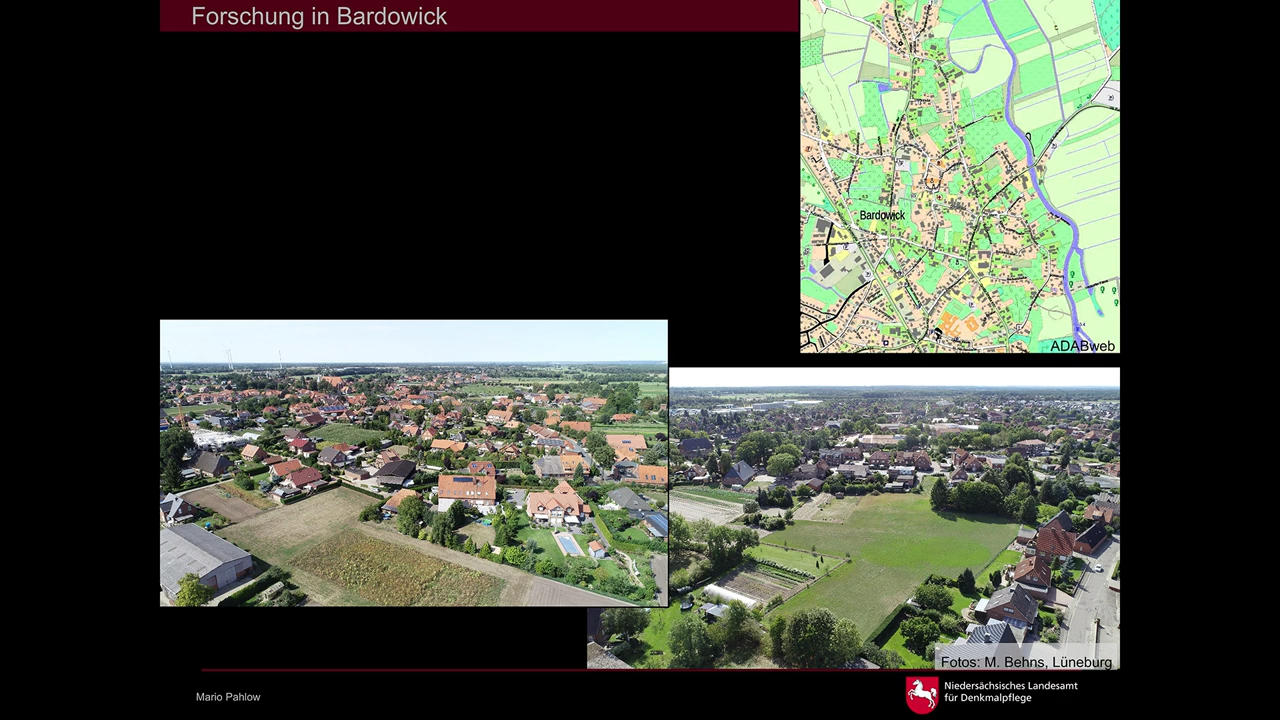 Forschung in Bardowick
Bardowick
ADABweb
Fotos: M. Behns, Lüneburg
Mario Pahlow
Niedersächsisches Landesamt
für Denkmalpflege